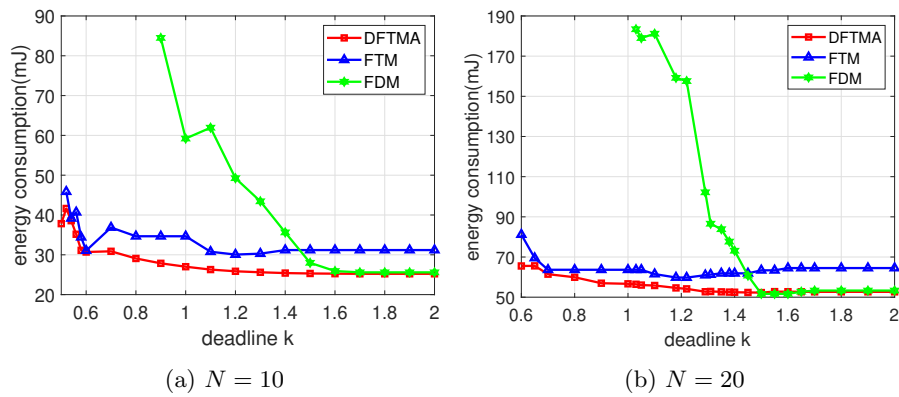 90
80
70
60
50
40
30
20
energy consumption(mJ)
DFTMA
FTM
FDM
0.6 0.8 1 1.2 1.4 1.6 1.8 2
deadline k
(a) N = 10
190
170
150
130
110
90
70
50
energy consumption(mJ)
DFTMA
FTM
FDM
0.6 0.8 1 1.2 1.4 1.6 1.8 2
deadline k
(b) N = 20